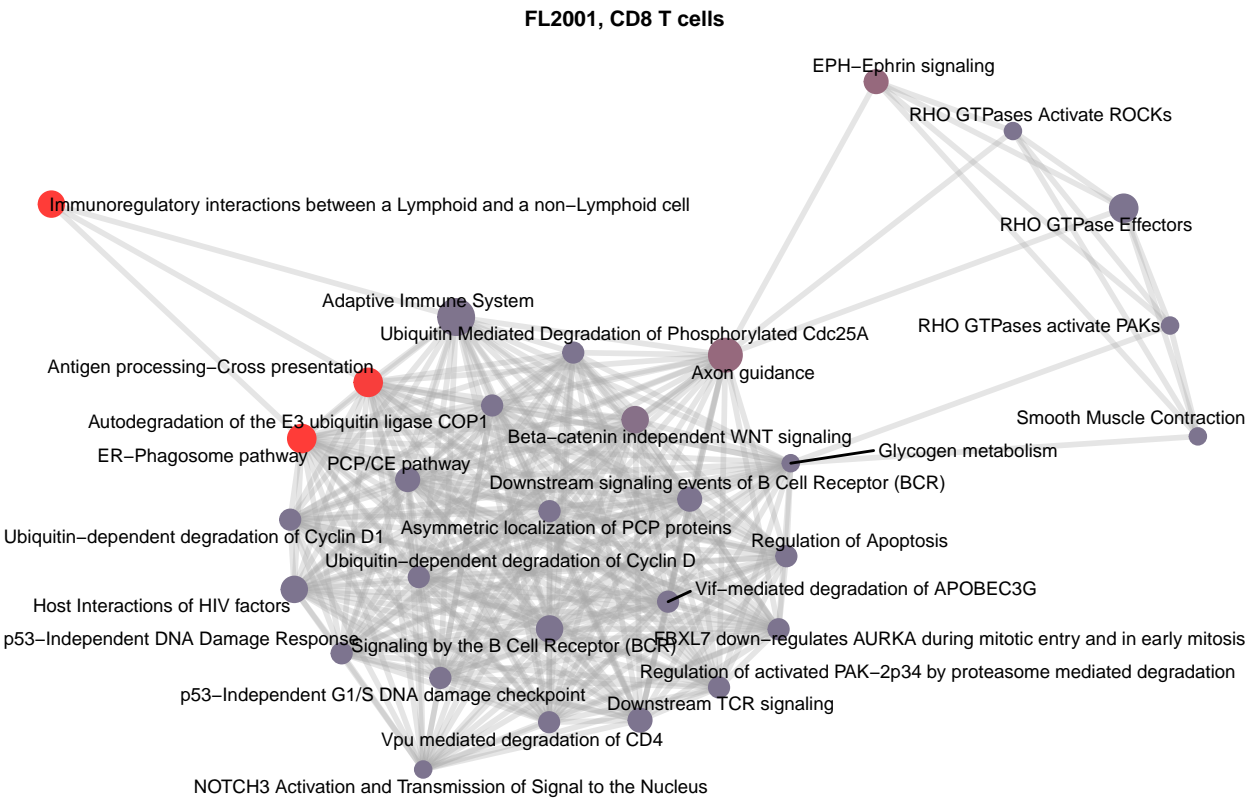 FL2001, CD8 T cells
EPH−Ephrin signaling
RHO GTPases Activate ROCKs
Immunoregulatory interactions between a Lymphoid and a non−Lymphoid cell
RHO GTPase Effectors
Adaptive Immune System
RHO GTPases activate PAKs
Ubiquitin Mediated Degradation of Phosphorylated Cdc25A
Antigen processing−Cross presentation
Axon guidance
Smooth Muscle Contraction
Autodegradation of the E3 ubiquitin ligase COP1
Beta−catenin independent WNT signaling
Glycogen metabolism
ER−Phagosome pathway
PCP/CE pathway
Downstream signaling events of B Cell Receptor (BCR)
Asymmetric localization of PCP proteins
Ubiquitin−dependent degradation of Cyclin D1
Regulation of Apoptosis
Ubiquitin−dependent degradation of Cyclin D
Vif−mediated degradation of APOBEC3G
Host Interactions of HIV factors
p53−Independent DNA Damage Response
Signaling by the B Cell Receptor (BCR)
FBXL7 down−regulates AURKA during mitotic entry and in early mitosis
Regulation of activated PAK−2p34 by proteasome mediated degradation
p53−Independent G1/S DNA damage checkpoint
Downstream TCR signaling
Vpu mediated degradation of CD4
NOTCH3 Activation and Transmission of Signal to the Nucleus